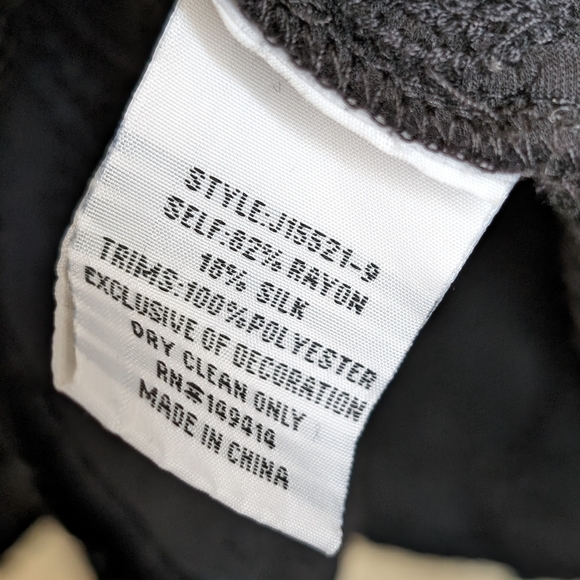 STYLE:J15521-9
SELF:82% RAYON
18% SILK
TRIMS:100%POLYESTER
EXCLUSIVE OF DECORATION
DRY CLEAN ONLY
RN#149414
MADE IN CHINA